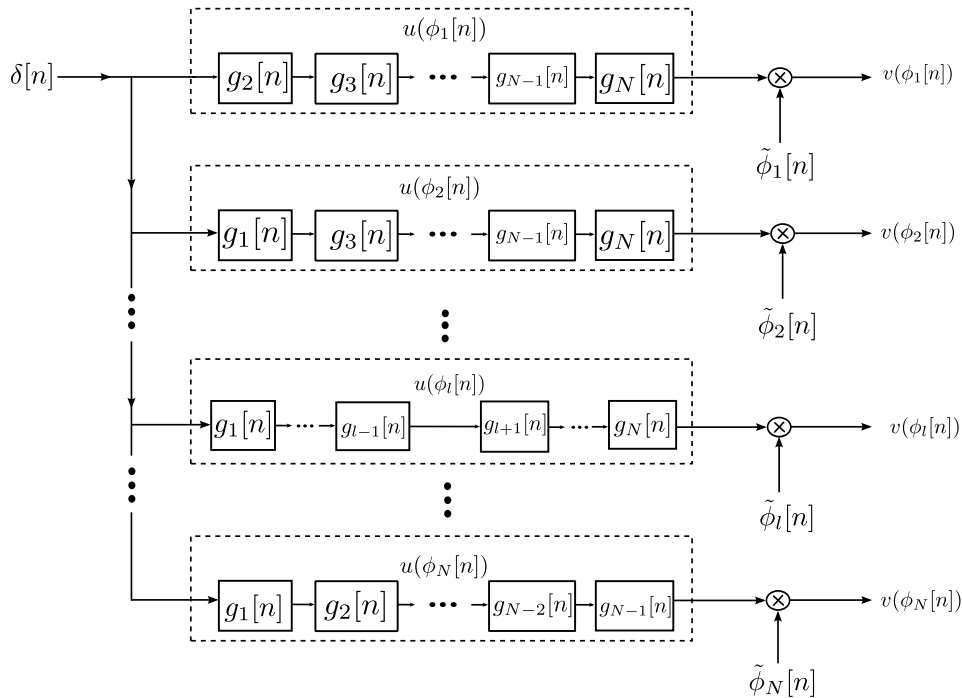 u(ϕ₁[n])
δ[n] g₂[n] g₃[n] ... g_{N−1}[n] g_N[n] × v(ϕ₁[n])
ϕ̃₁[n]
u(ϕ₂[n])
g₁[n] g₃[n] ... g_{N−1}[n] g_N[n] × v(ϕ₂[n])
ϕ̃₂[n]
u(ϕ_l[n])
g₁[n] ... g_{l−1}[n] g_{l+1}[n] ... g_N[n] × v(ϕ_l[n])
ϕ̃_l[n]
u(ϕ_N[n])
g₁[n] g₂[n] ... g_{N−2}[n] g_{N−1}[n] × v(ϕ_N[n])
ϕ̃_N[n]